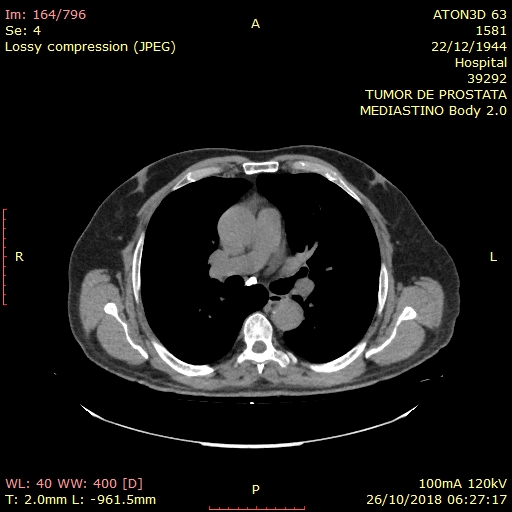 Im: 164/796
Se: 4
Lossy compression (JPEG)
A
ATON3D 63
1581
22/12/1944
Hospital
39292
TUMOR DE PROSTATA
MEDIASTINO Body 2.0
R
L
WL: 40 WW: 400 [D]
T: 2.0mm L: -961.5mm
P
100mA 120kV
26/10/2018 06:27:17